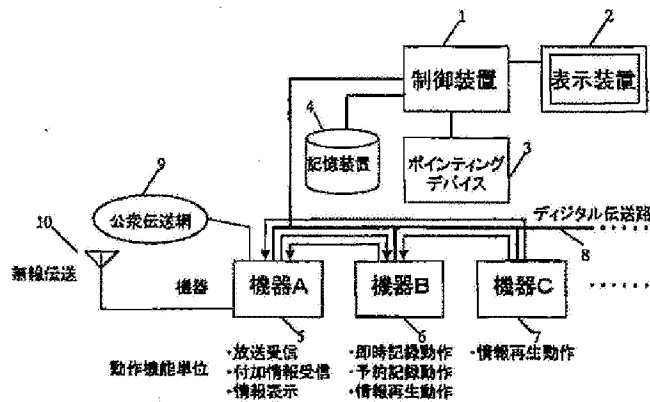 1
2
制御装置
表示装置
4
記憶装置
ポインティング
デバイス
3
9
公衆伝送網
10
無線伝送
ディジタル伝送路
8
機器
機器A
機器B
機器C
5
6
7
動作機能単位
・放送受信
・付加情報受信
・情報表示
・即時記録動作
・予約記録動作
・情報再生動作
・情報再生動作